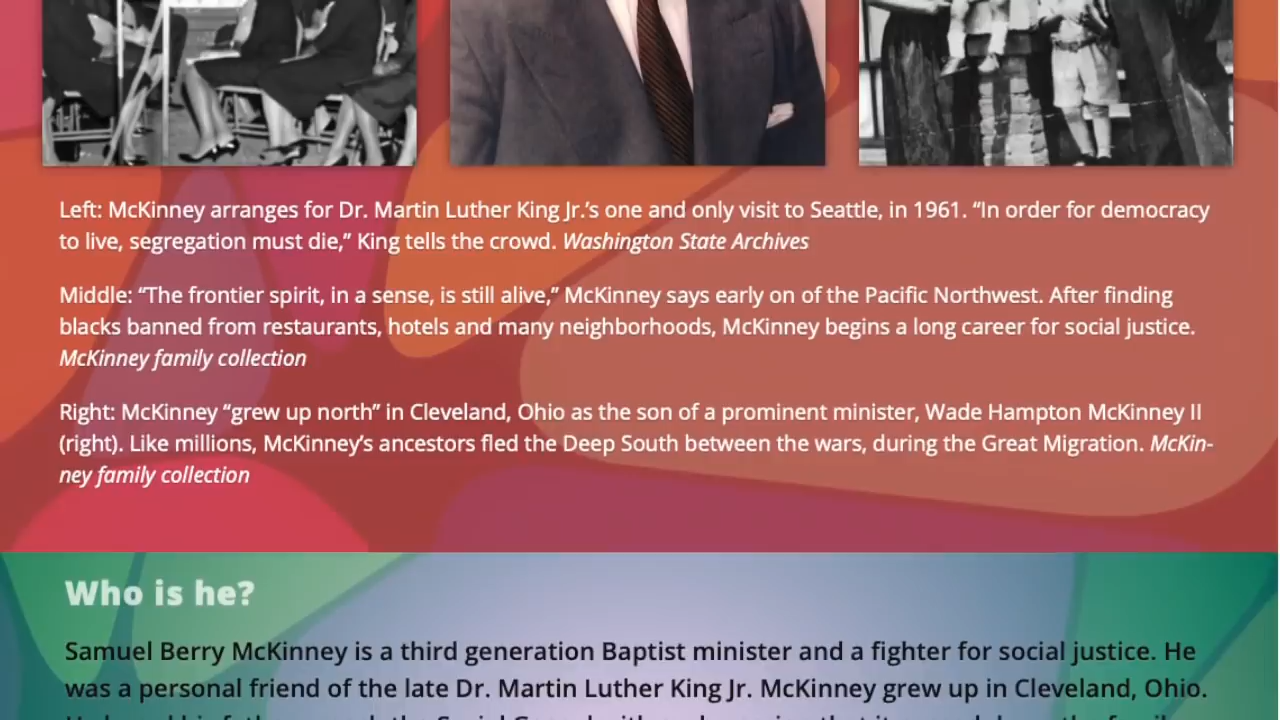 Left: McKinney arranges for Dr. Martin Luther King Jr.’s one and only visit to Seattle, in 1961. “In order for democracy
to live, segregation must die,” King tells the crowd. Washington State Archives
Middle: “The frontier spirit, in a sense, is still alive,” McKinney says early on of the Pacific Northwest. After finding
blacks banned from restaurants, hotels and many neighborhoods, McKinney begins a long career for social justice.
McKinney family collection
Right: McKinney “grew up north” in Cleveland, Ohio as the son of a prominent minister, Wade Hampton McKinney II
(right). Like millions, McKinney’s ancestors fled the Deep South between the wars, during the Great Migration. McKin-
ney family collection
Who is he?
Samuel Berry McKinney is a third generation Baptist minister and a fighter for social justice. He
was a personal friend of the late Dr. Martin Luther King Jr. McKinney grew up in Cleveland, Ohio.